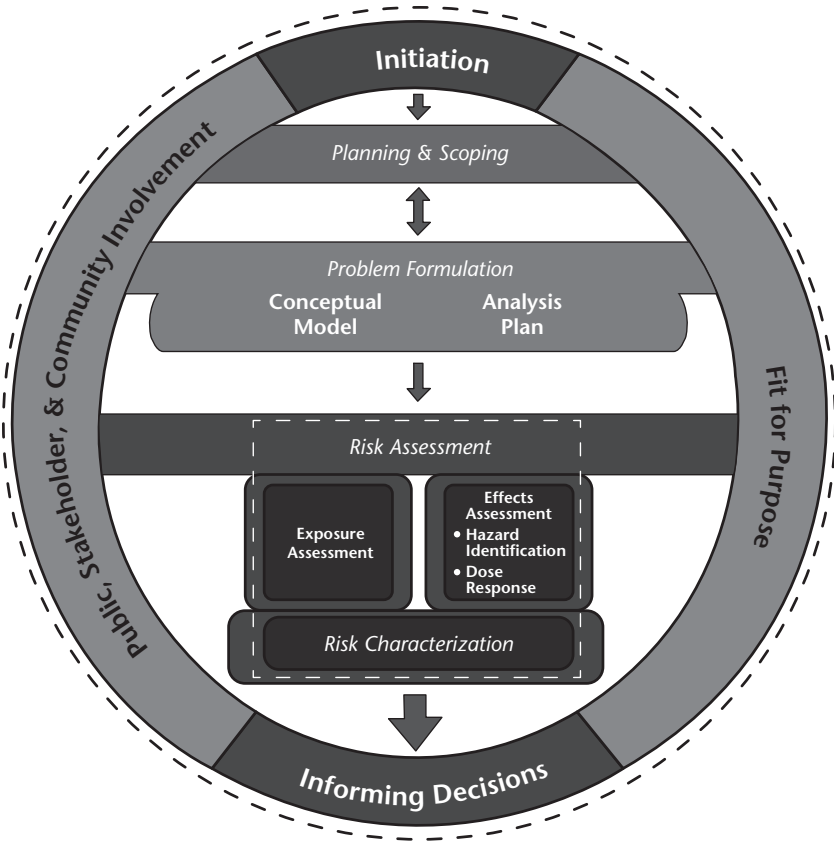 Initiation
Public, Stakeholder, & Community Involvement
Fit for Purpose
Planning & Scoping
Problem Formulation
Conceptual
Model
Analysis
Plan
Risk Assessment
Exposure
Assessment
Effects
Assessment
• Hazard
Identification
• Dose
Response
Risk Characterization
Informing Decisions